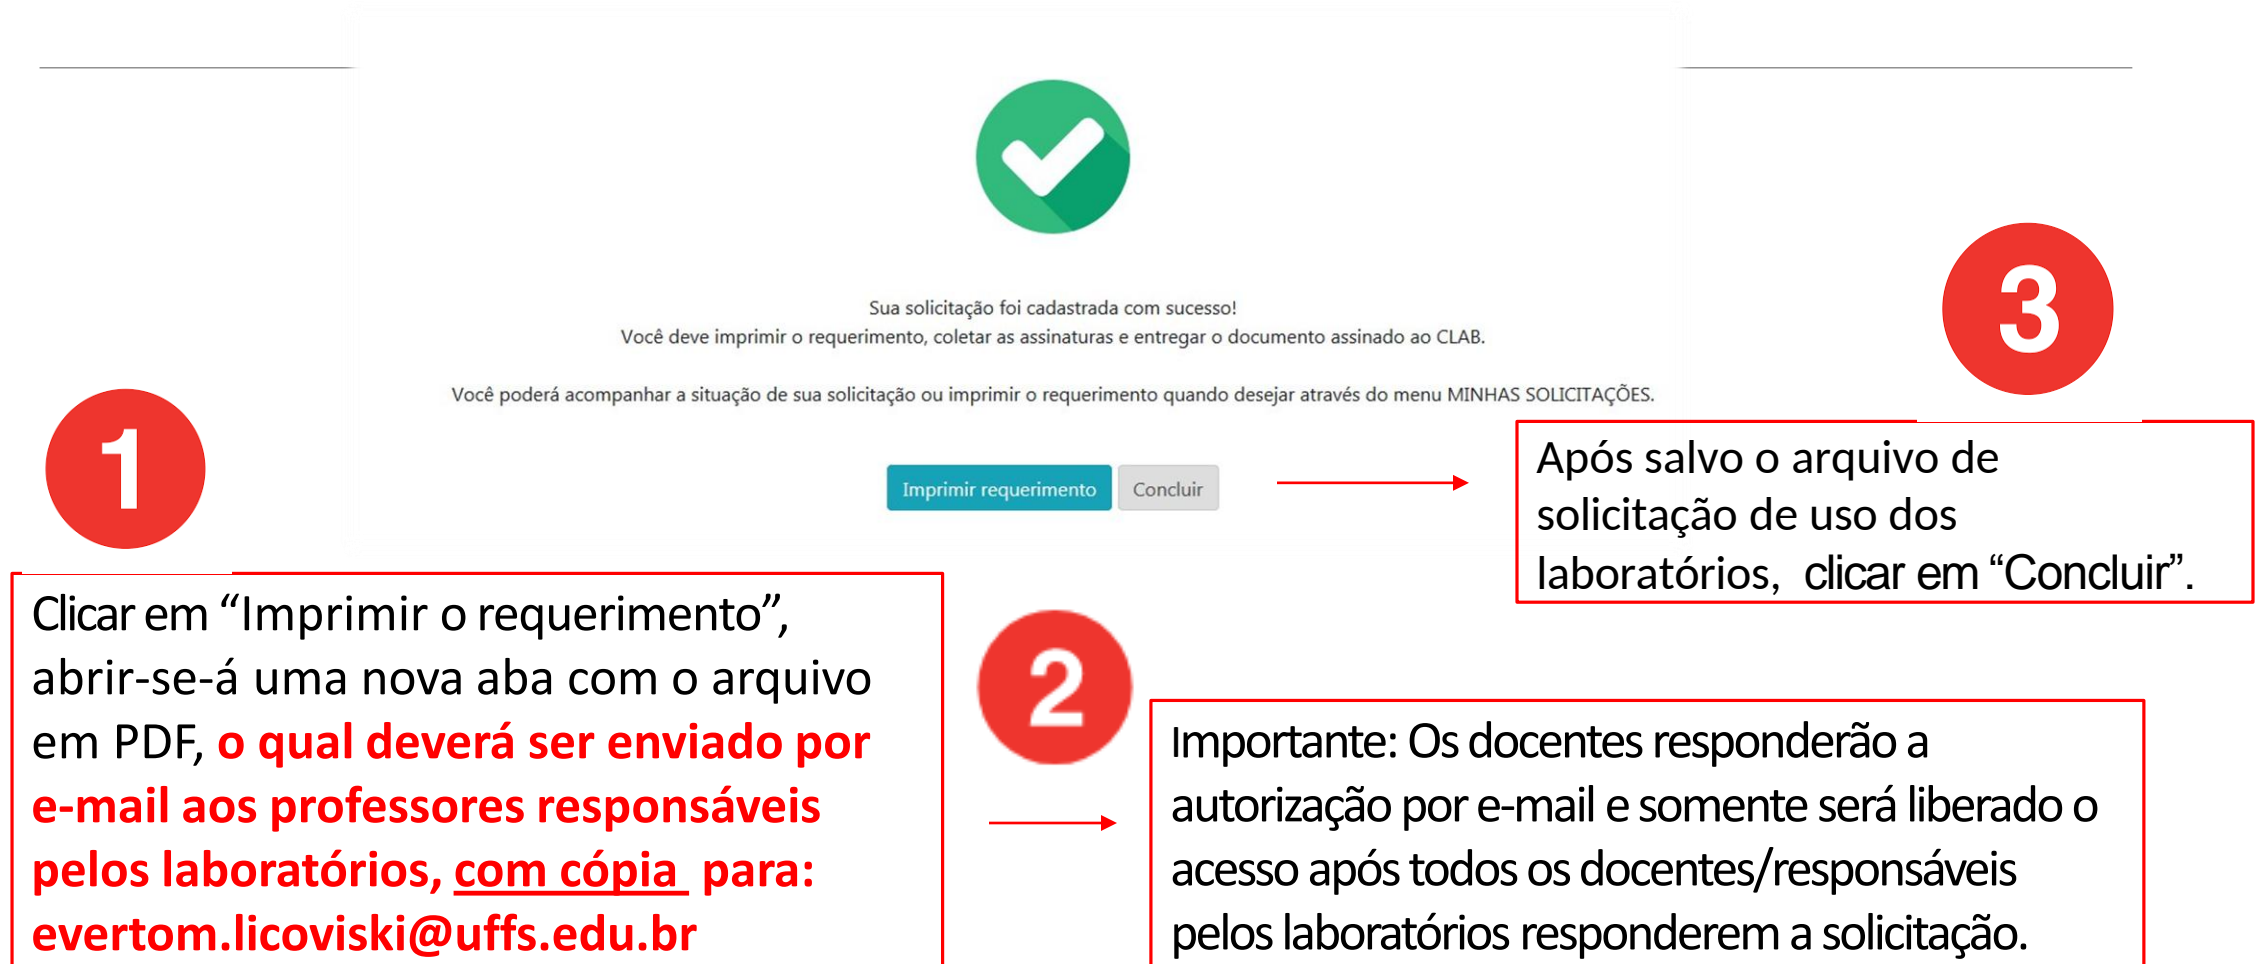 Sua solicitação foi cadastrada com sucesso!
Você deve imprimir o requerimento, coletar as assinaturas e entregar o documento assinado ao CLAB.
Você poderá acompanhar a situação de sua solicitação ou imprimir o requerimento quando desejar através do menu MINHAS SOLICITAÇÕES.
Imprimir requerimento
Concluir
1
Clicar em “Imprimir o requerimento”,
abrir-se-á uma nova aba com o arquivo
em PDF, o qual deverá ser enviado por
e-mail aos professores responsáveis
pelos laboratórios, com cópia para:
evertom.licoviski@uffs.edu.br
2
Importante: Os docentes responderão a
autorização por e-mail e somente será liberado o
acesso após todos os docentes/responsáveis
pelos laboratórios responderem a solicitação.
3
Após salvo o arquivo de
solicitação de uso dos
laboratórios, clicar em “Concluir”.